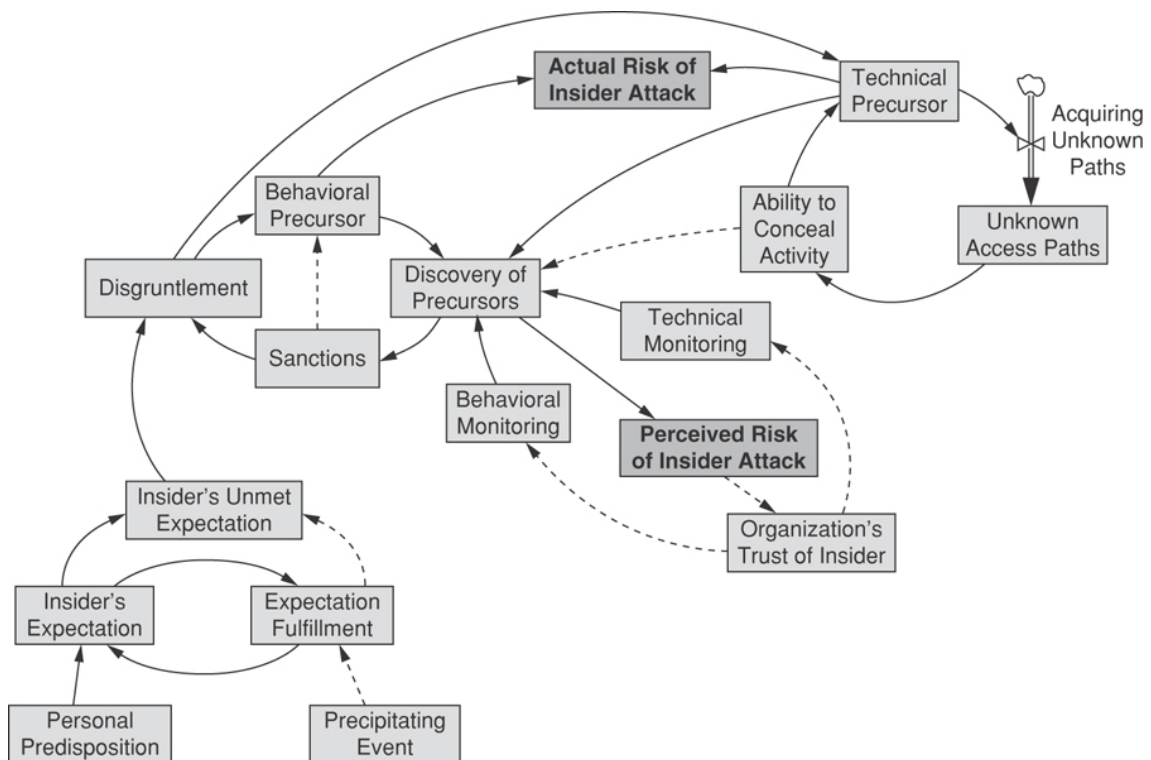 Actual Risk of
Insider Attack
Technical
Precursor
Acquiring
Unknown
Paths
Behavioral
Precursor
Ability to
Conceal
Activity
Unknown
Access Paths
Disgruntlement
Discovery of
Precursors
Sanctions
Technical
Monitoring
Behavioral
Monitoring
Perceived Risk
of Insider Attack
Insider's Unmet
Expectation
Organization's
Trust of Insider
Insider's
Expectation
Expectation
Fulfillment
Personal
Predisposition
Precipitating
Event